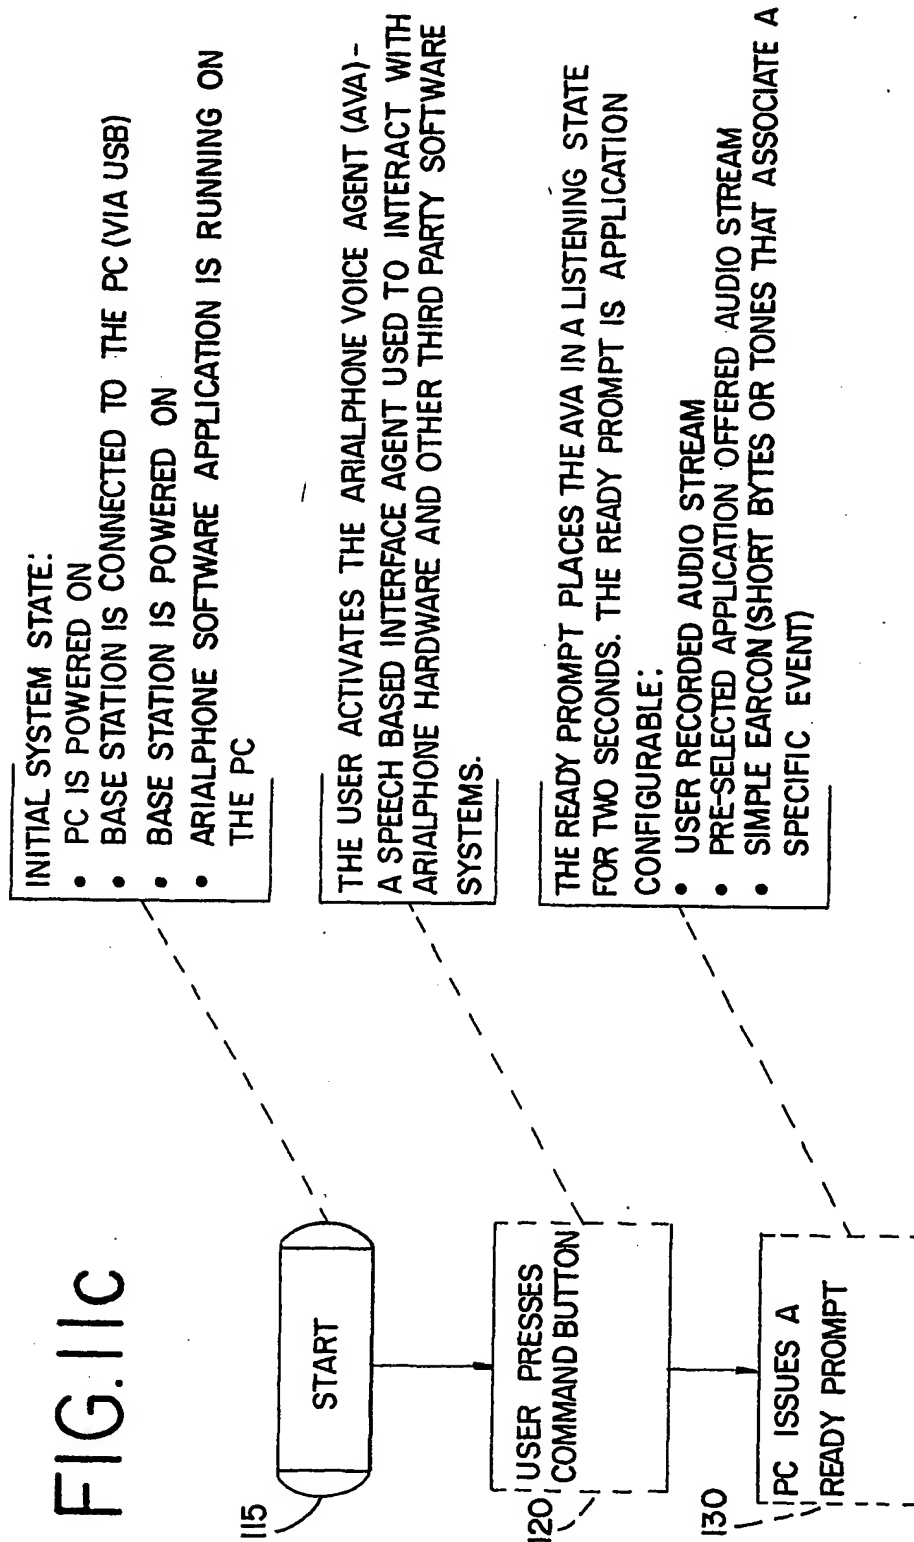 FIG.11c
115
START
INITIAL SYSTEM STATE:
• PC IS POWERED ON
• BASE STATION IS CONNECTED TO THE PC (VIA USB)
• BASE STATION IS POWERED ON
• ARIALPHONE SOFTWARE APPLICATION IS RUNNING ON
THE PC
120
USER PRESSES
COMMAND BUTTON
THE USER ACTIVATES THE ARIALPHONE VOICE AGENT (AVA) -
A SPEECH BASED INTERFACE AGENT USED TO INTERACT WITH
ARIALPHONE HARDWARE AND OTHER THIRD PARTY SOFTWARE
SYSTEMS.
130
PC ISSUES A
READY PROMPT
THE READY PROMPT PLACES THE AVA IN A LISTENING STATE
FOR TWO SECONDS. THE READY PROMPT IS APPLICATION
CONFIGURABLE:
• USER RECORDED AUDIO STREAM
PRE-SELECTED APPLICATION OFFERED AUDIO STREAM
• SIMPLE EARCON (SHORT BYTES OR TONES THAT ASSOCIATE A
SPECIFIC EVENT)